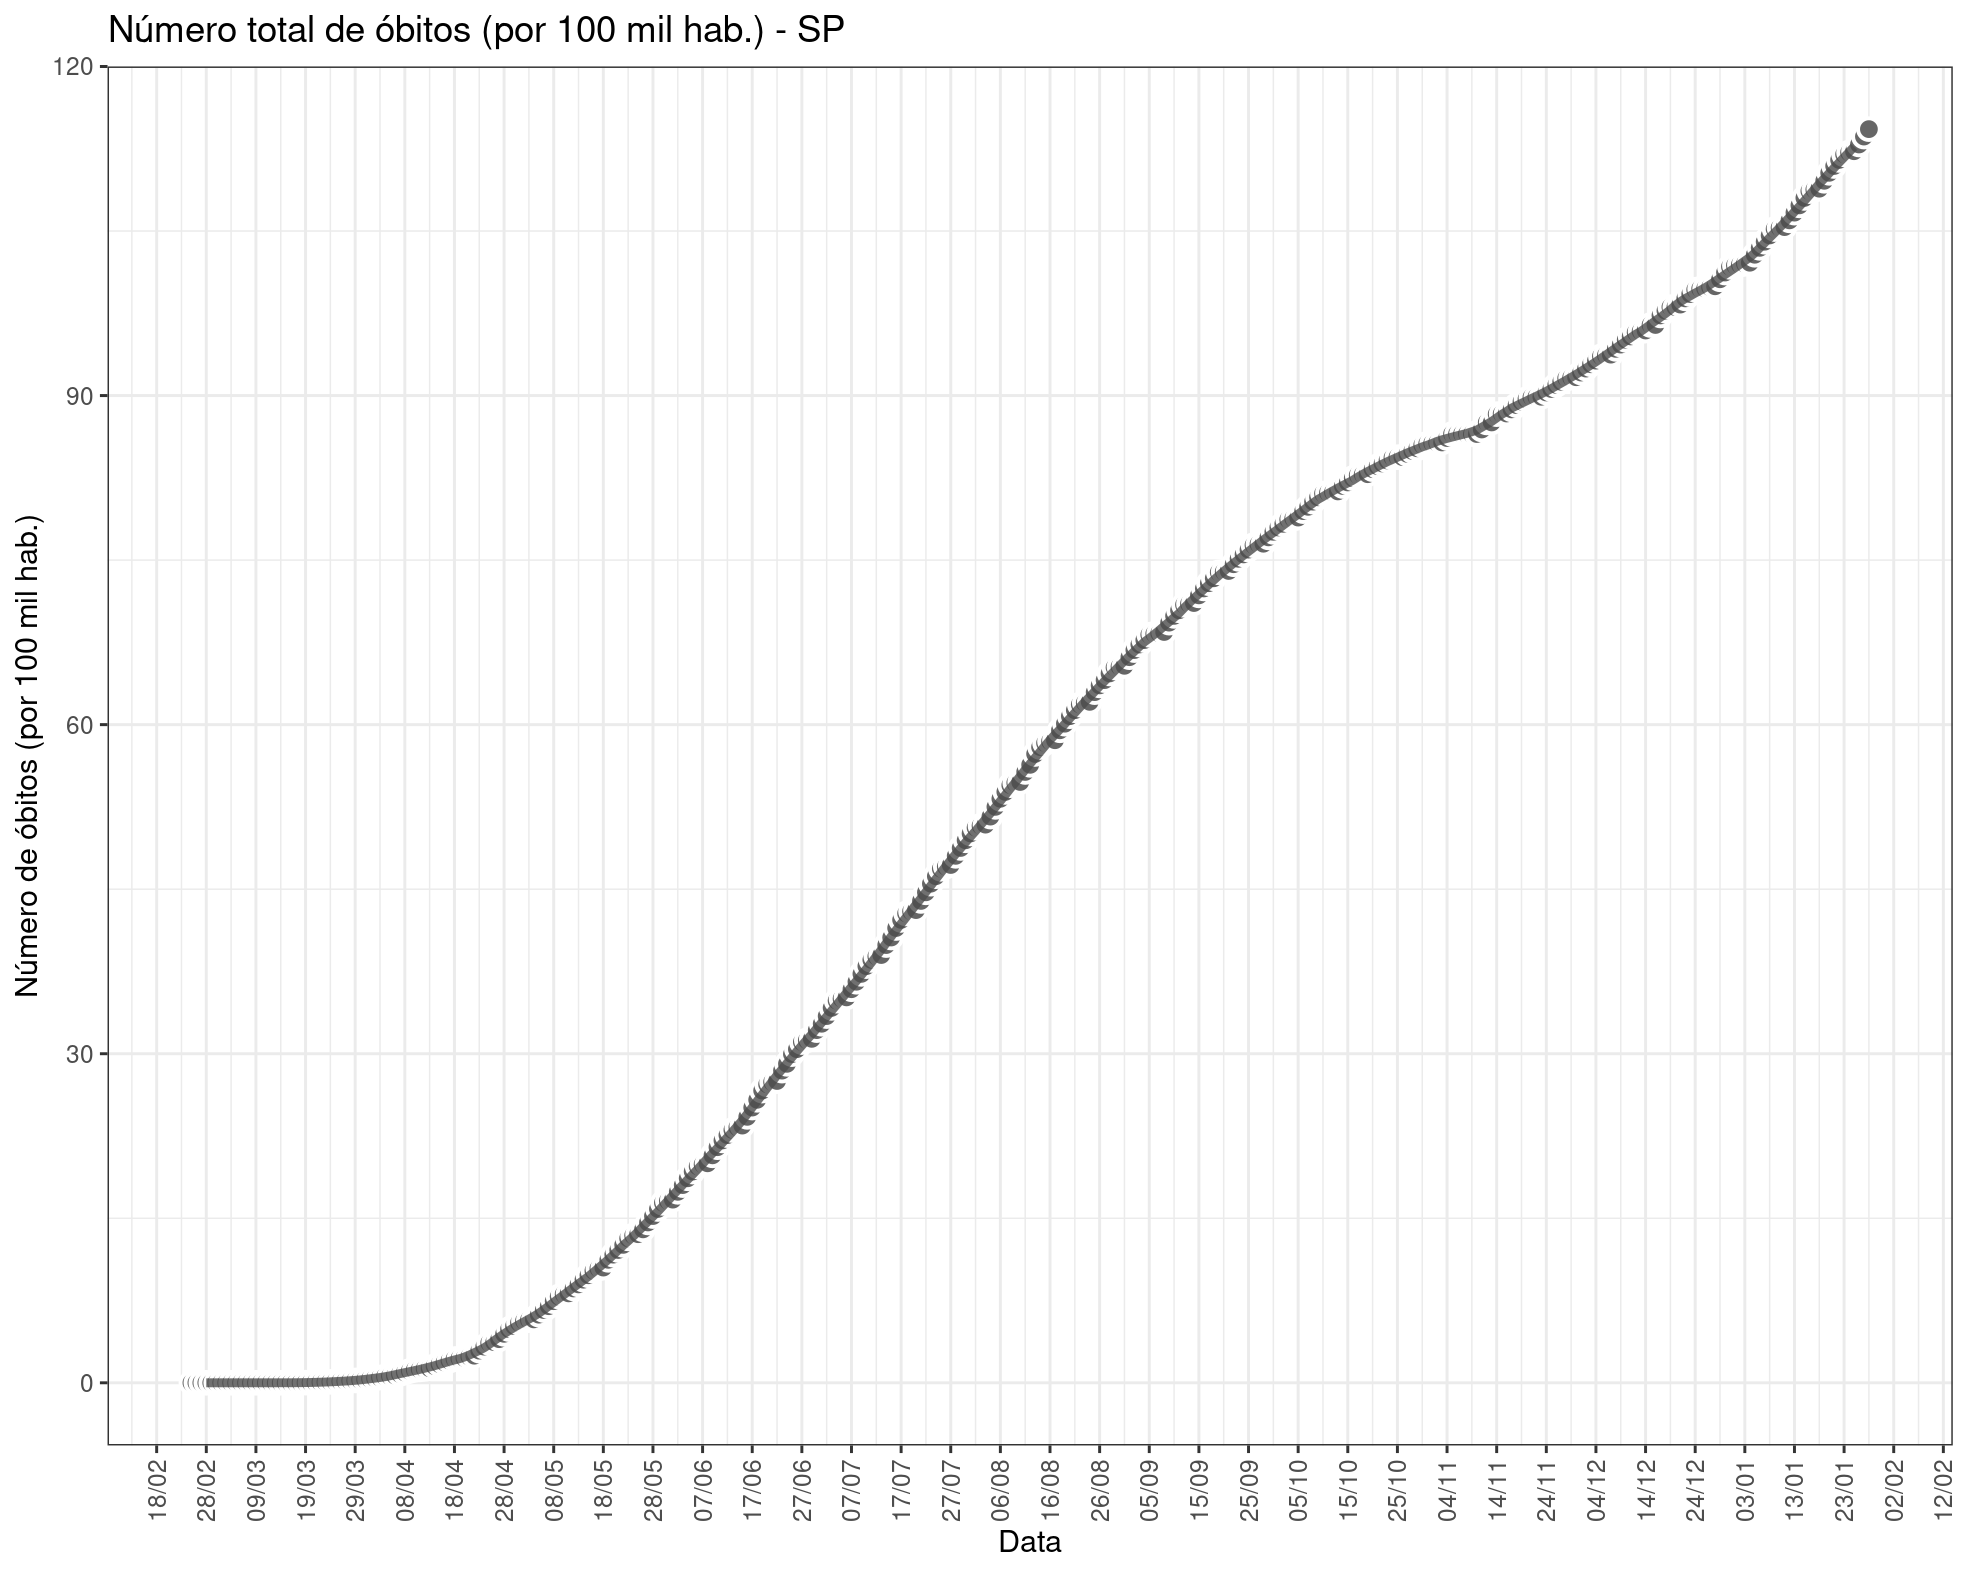 Número total de óbitos (por 100 mil hab.) - SP
120
90
60
30
0
Número de óbitos (por 100 mil hab.)
18/02 28/02 09/03 19/03 29/03 08/04 18/04 28/04 08/05 18/05 28/05 07/06 17/06 27/06 07/07 17/07 27/07 06/08 16/08 26/08 05/09 15/09 25/09 05/10 15/10 25/10 04/11 14/11 24/11 04/12 14/12 24/12 03/01 13/01 23/01 02/02 12/02
Data